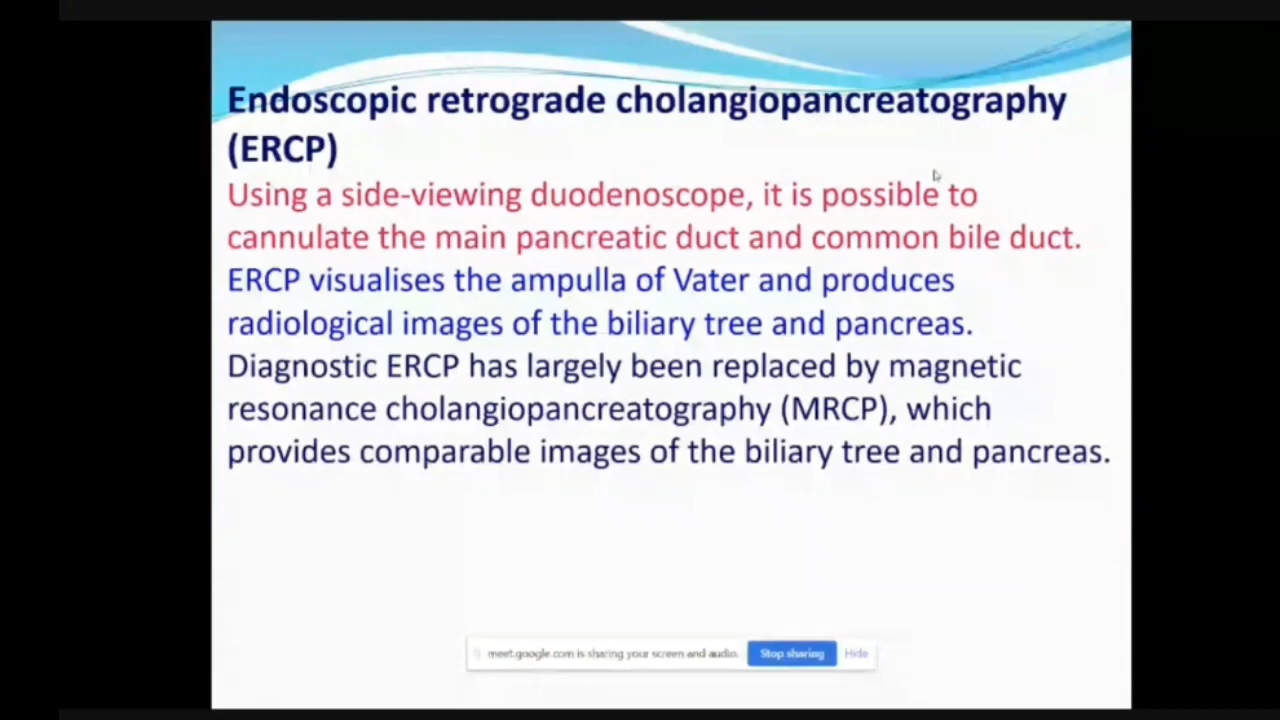 Endoscopic retrograde cholangiopancreatography
(ERCP)
Using a side-viewing duodenoscope, it is possible to
cannulate the main pancreatic duct and common bile duct.
ERCP visualises the ampulla of Vater and produces
radiological images of the biliary tree and pancreas.
Diagnostic ERCP has largely been replaced by magnetic
resonance cholangiopancreatography (MRCP), which
provides comparable images of the biliary tree and pancreas.
meet.google.com is sharing your screen and audio. Stop sharing Hide